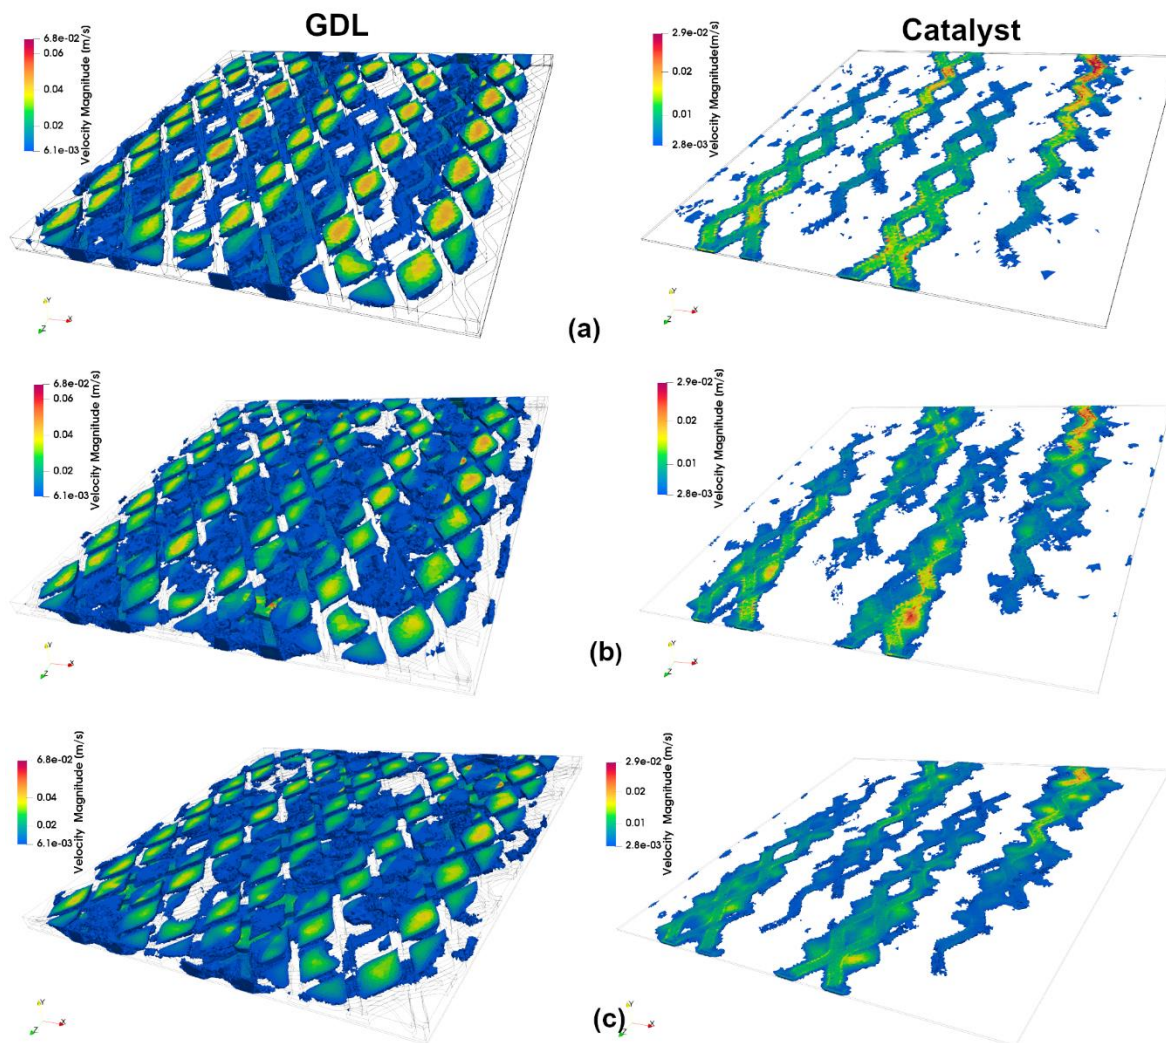 GDL
Catalyst
6.8e-02
0.06
0.04
0.02
6.1e-03
Velocity Magnitude (m/s)
2.9e-02
0.02
0.01
2.8e-03
Velocity Magnitude(m/s)
Y
X
Z
Y
X
Z
(a)
6.8e-02
0.06
0.04
0.02
6.1e-03
Velocity Magnitude (m/s)
2.9e-02
0.02
0.01
2.8e-03
Velocity Magnitude (m/s)
Y
X
Z
Y
X
Z
(b)
6.8e-02
0.04
0.02
6.1e-03
Velocity Magnitude (m/s)
2.9e-02
0.02
0.01
2.8e-03
Velocity Magnitude (m/s)
Y
X
Z
Y
X
Z
(c)